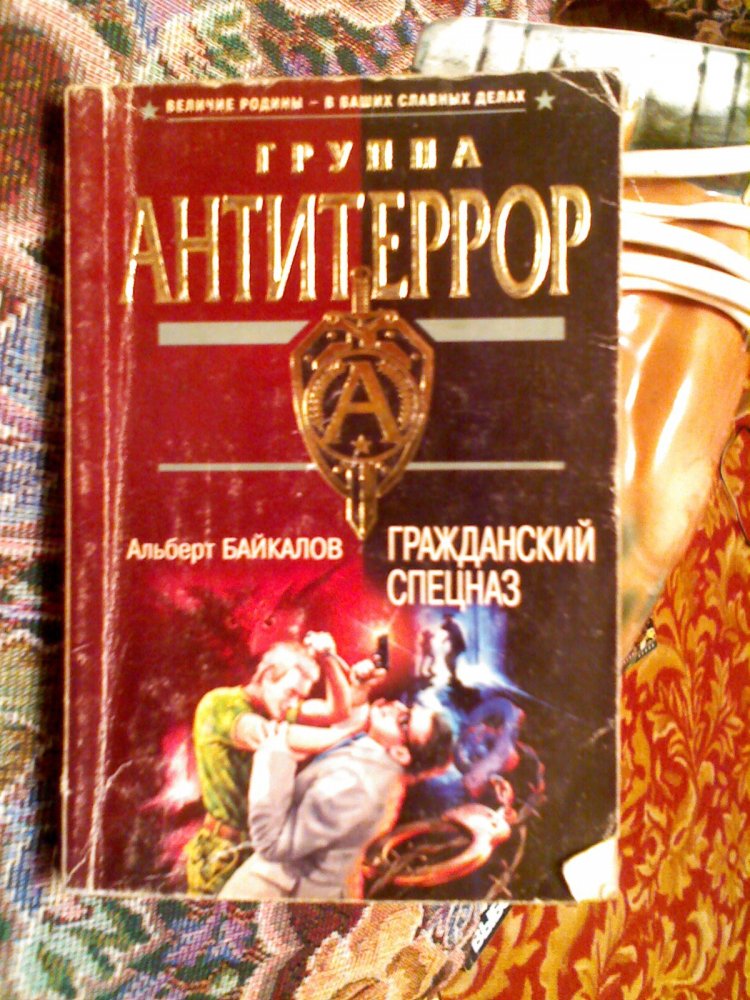 ВЕЛИЧИЕ РОДИНЫ – В ВАШИХ СЛАВНЫХ ДЕЛАХ
ГРУППА
АНТИТЕРРОР
А
Альберт БАЙКАЛОВ
ГРАЖДАНСКИЙ
СПЕЦНАЗ